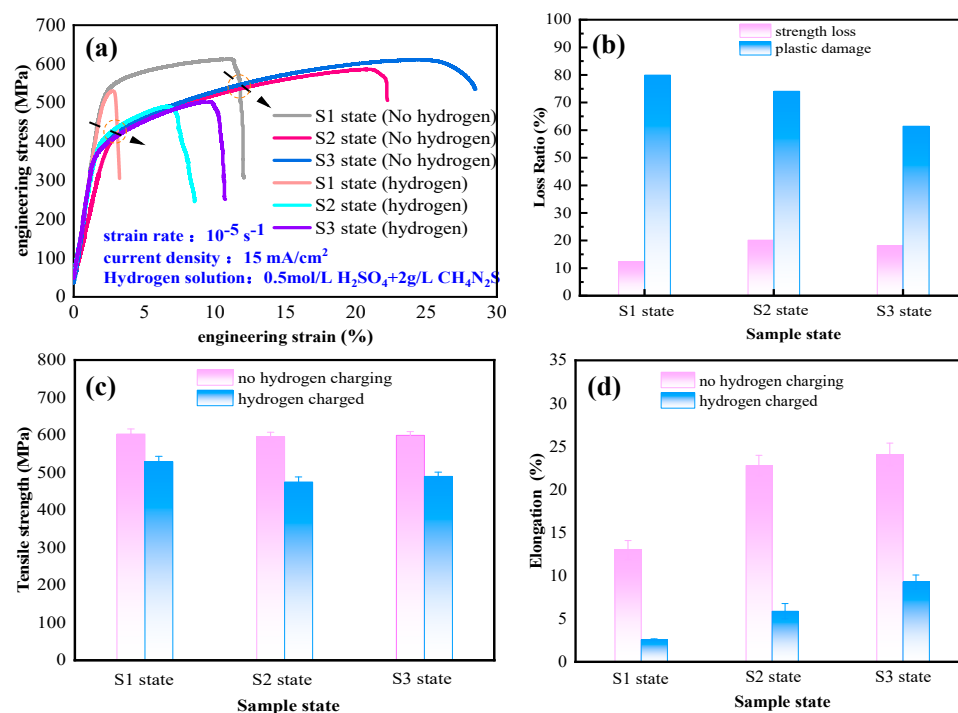 (a)
700
600
500
400
300
200
100
0
engineering stress (MPa)
S1 state (No hydrogen)
S2 state (No hydrogen)
S3 state (No hydrogen)
S1 state (hydrogen)
S2 state (hydrogen)
S3 state (hydrogen)
strain rate：10⁻⁵ s⁻¹
current density：15 mA/cm²
Hydrogen solution：0.5mol/L H₂SO₄+2g/L CH₄N₂S
0 5 10 15 20 25 30
engineering strain (%)
(b)
strength loss
plastic damage
100
90
80
70
60
50
40
30
20
10
0
Loss Ratio (%)
S1 state S2 state S3 state
Sample state
(c)
no hydrogen charging
hydrogen charged
800
700
600
500
400
300
200
100
0
Tensile strength (MPa)
S1 state S2 state S3 state
Sample state
(d)
no hydrogen charging
hydrogen charged
35
30
25
20
15
10
5
0
Elongation (%)
S1 state S2 state S3 state
Sample state